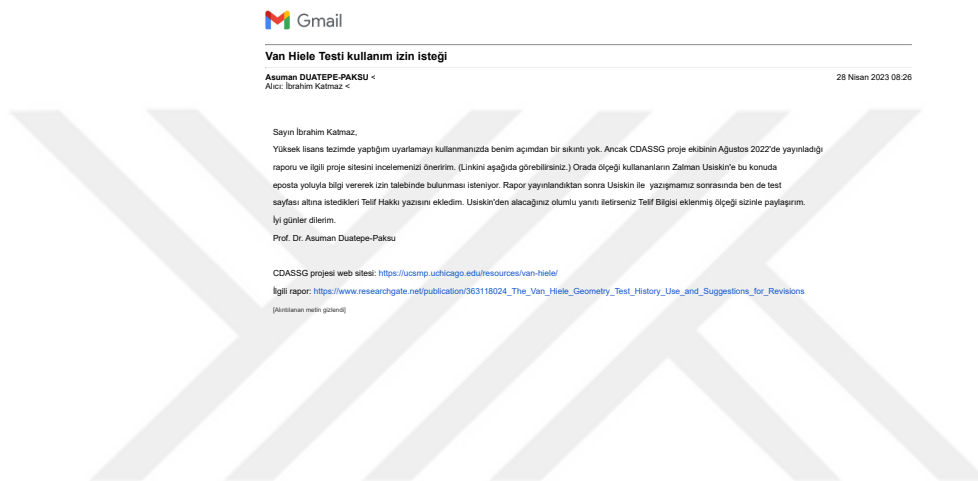 Gmail
Van Hiele Testi kullanım izin isteği
Asuman DUATEPE-PAKSU <
28 Nisan 2023 08:26
Alıcı: İbrahim Katmaz <
Sayın İbrahim Katmaz,
Yüksek lisans tezimde yaptığım uyarlamayı kullanmanızda benim açımdan bir sıkıntı yok. Ancak CDASSG proje ekibinin Ağustos 2022'de yayınladığı
raporu ve ilgili proje sitesini incelemenizi öneririm. (Linkini aşağıda görebilirsiniz.) Orada ölçeği kullananların Zalman Usiskin'e bu konuda
eposta yoluyla bilgi vererek izin talebinde bulunması isteniyor. Rapor yayınlandıktan sonra Usiskin ile yazışmamız sonrasında ben de test
sayfası altına istedikleri Telif Hakkı yazısını ekledim. Usiskin'den alacağınız olumlu yanıtı iletirseniz Telif Bilgisi eklenmiş ölçeği sizinle paylaşırım.
İyi günler dilerim.
Prof. Dr. Asuman Duatepe-Paksu
CDASSG projesi web sitesi: https://ucsmp.uchicago.edu/resources/van-hiele/
İlgili rapor: https://www.researchgate.net/publication/363118024_The_Van_Hiele_Geometry_Test_History_Use_and_Suggestions_for_Revisions
[Alıntılanan metin gizlendi]